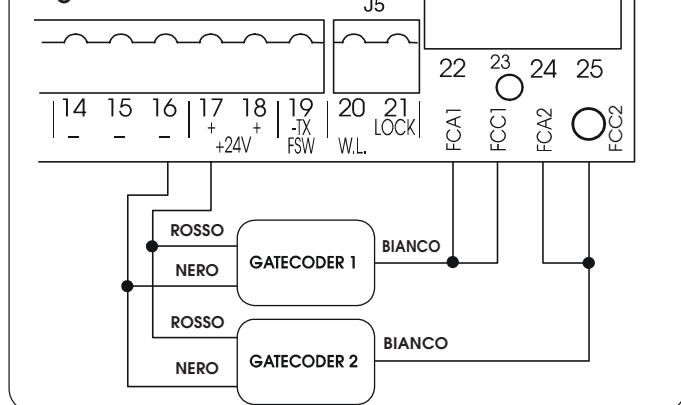 J5
22 23 24 25
14 15 16 17 18 19 20 21
- - - + + -TX LOCK
+24V FSW W.L.
FCA1 FCC1 FCA2 FCC2
ROSSO
GATECODER 1
BIANCO
NERO
ROSSO
GATECODER 2
BIANCO
NERO